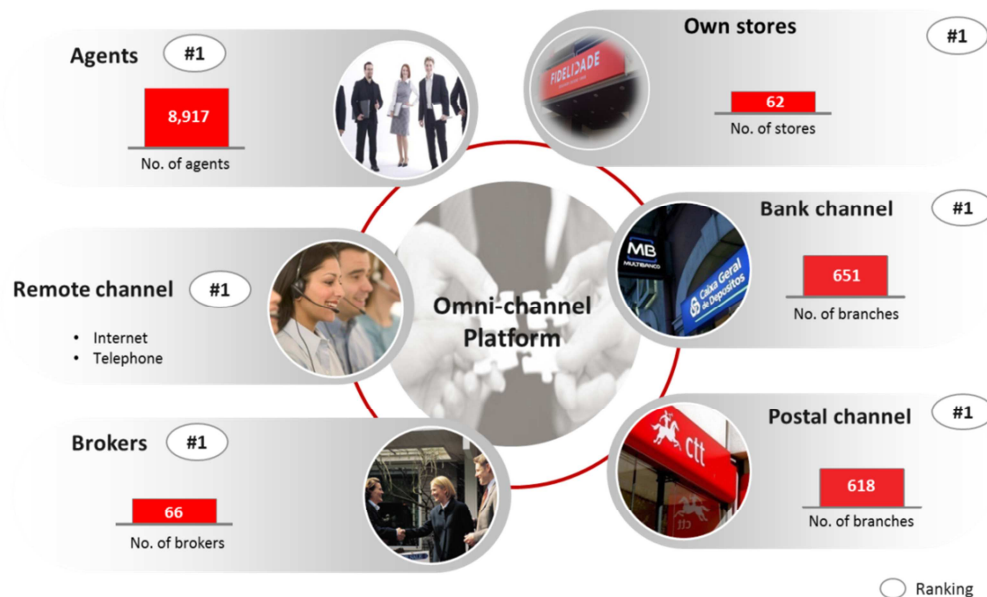 Agents
#1
8,917
No. of agents
Own stores
#1
FIDELIDADE
62
No. of stores
Remote channel
#1
• Internet
• Telephone
Omni-channel
Platform
Bank channel
#1
MB
MULTIBANCO
Caixa Geral
de Depositos
651
No. of branches
Brokers
#1
66
No. of brokers
Postal channel
#1
ctt
ctt
618
No. of branches
Ranking